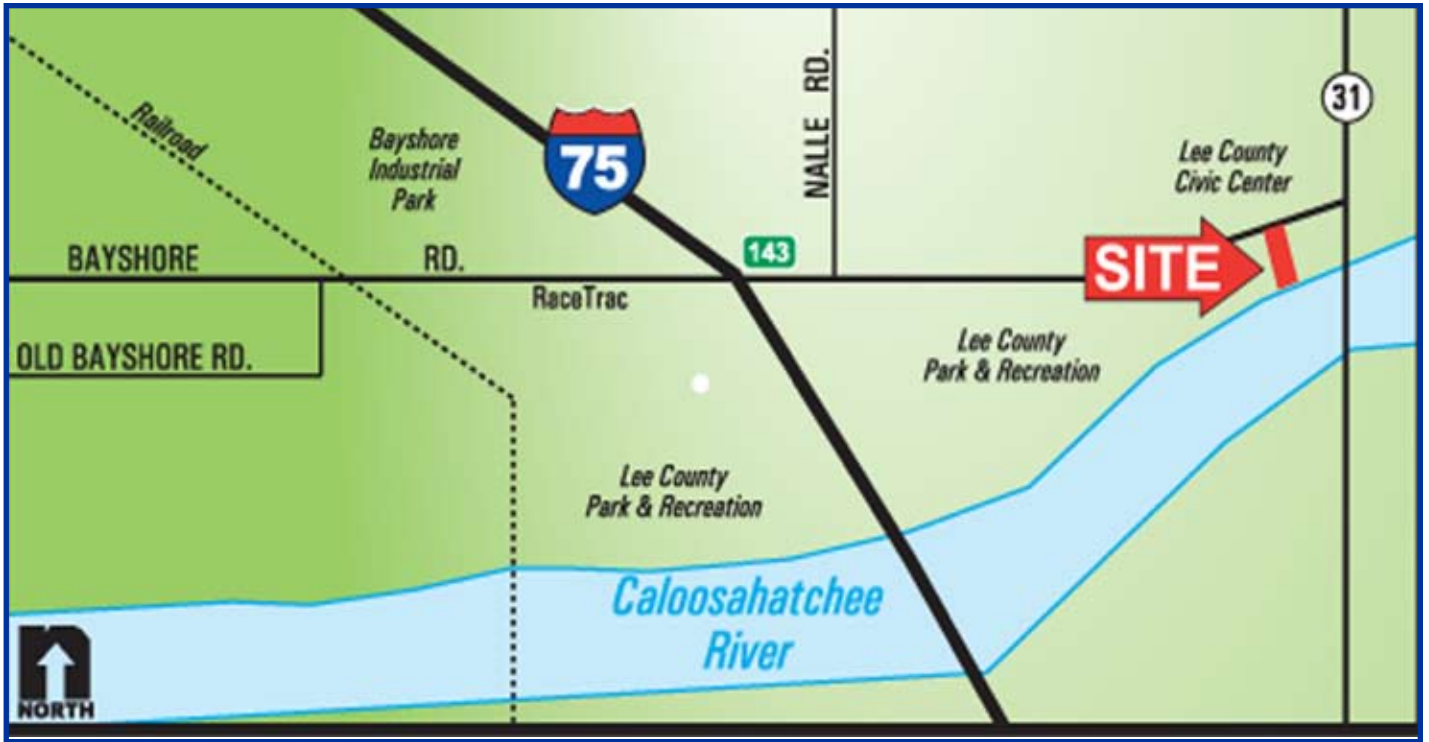 Railroad
Bayshore
Industrial
Park
75
NALLE RD.
31
Lee County
Civic Center
BAYSHORE RD.
143
SITE
RaceTrac
OLD BAYSHORE RD.
Lee County
Park & Recreation
Lee County
Park & Recreation
Caloosahatchee
River
n
NORTH